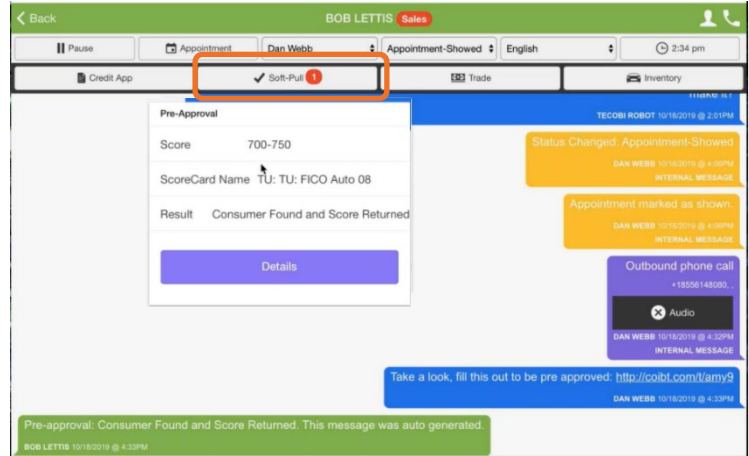 Back
BOB LETTIS Sales
Pause
Appointment
Dan Webb
Appointment-Showed
English
2:34 pm
Credit App
Soft-Pull 1
Trade
Inventory
make it?
TECOBI ROBOT 10/18/2019 @ 2:01PM
Pre-Approval
Score 700-750
ScoreCard Name TU: TU: FICO Auto 08
Result Consumer Found and Score Returned
Details
Status Changed: Appointment-Showed
DAN WEBB 10/18/2019 @ 4:09PM
INTERNAL MESSAGE
Appointment marked as shown.
DAN WEBB 10/18/2019 @ 4:09PM
INTERNAL MESSAGE
Outbound phone call
+18556148080, ,
Audio
DAN WEBB 10/18/2019 @ 4:32PM
INTERNAL MESSAGE
Take a look, fill this out to be pre approved: http://coibt.com/t/amy9
DAN WEBB 10/18/2019 @ 4:33PM
Pre-approval: Consumer Found and Score Returned. This message was auto generated.
BOB LETTIS 10/18/2019 @ 4:33PM